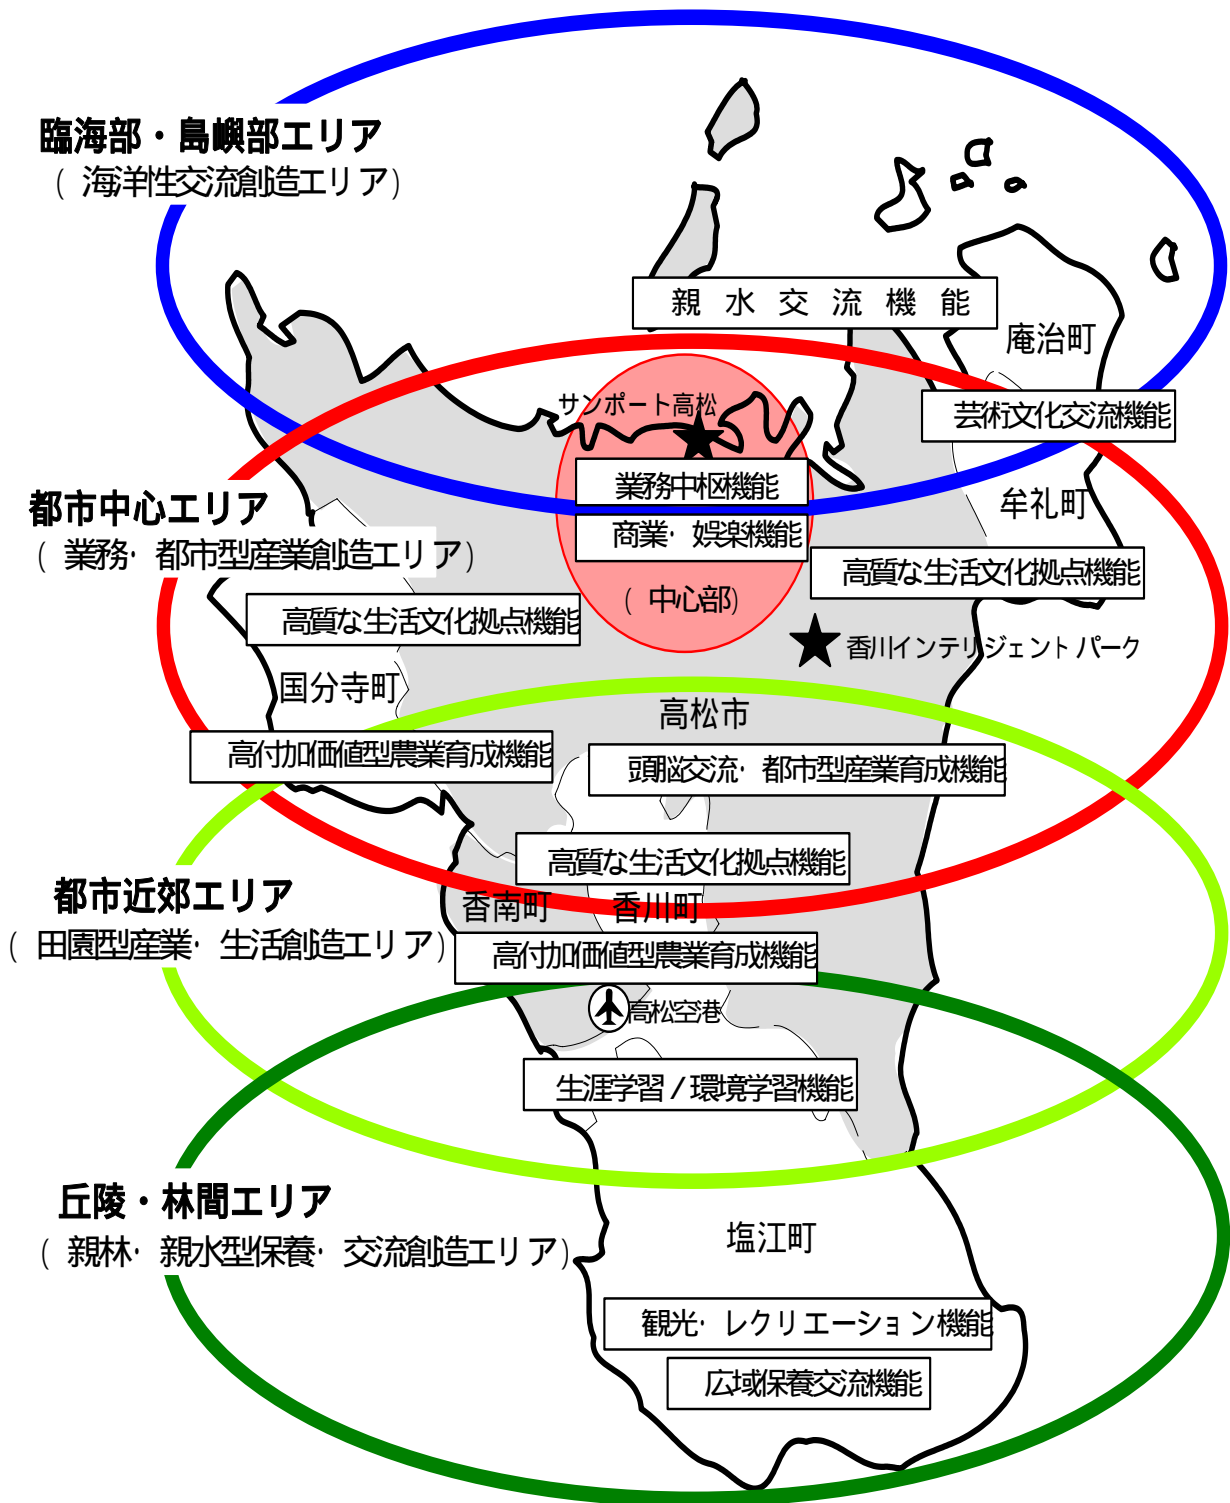 臨海部・島嶼部エリア
(海洋性交流創造エリア)
親水交流機能
庵治町
サンポート高松
芸術文化交流機能
業務中枢機能
都市中心エリア
牟礼町
商業・娯楽機能
(業務・都市型産業創造エリア)
高質な生活文化拠点機能
(中心部)
高質な生活文化拠点機能
香川インテリジェントパーク
国分寺町
高松市
高付加価値型農業育成機能
頭脳交流・都市型産業育成機能
高質な生活文化拠点機能
都市近郊エリア
香南町
香川町
(田園型産業・生活創造エリア)
高付加価値型農業育成機能
高松空港
生涯学習/環境学習機能
丘陵・林間エリア
塩江町
(親林・親水型保養・交流創造エリア)
観光・レクリエーション機能
広域保養交流機能